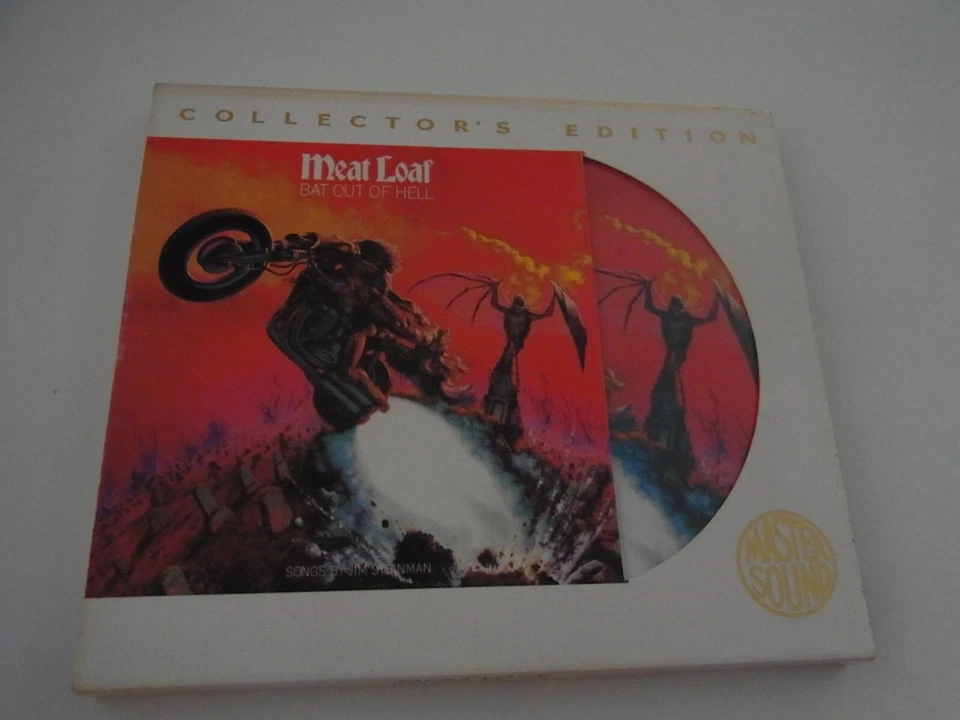 COLLECTOR'S EDITION
Meat Loaf
BAT OUT OF HELL
SONGS BY JIM STEINMAN
MASTER
SOUND